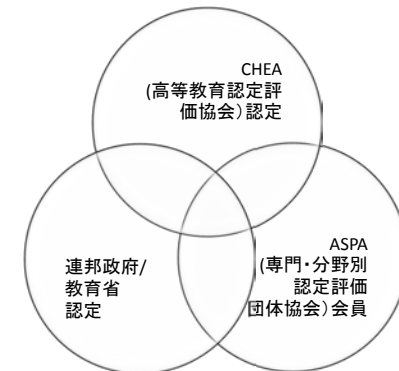 CHEA
(高等教育認定評
価協会)認定
連邦政府/
教育省
認定
ASPA
(専門・分野別
認定評価
団体協会)会員